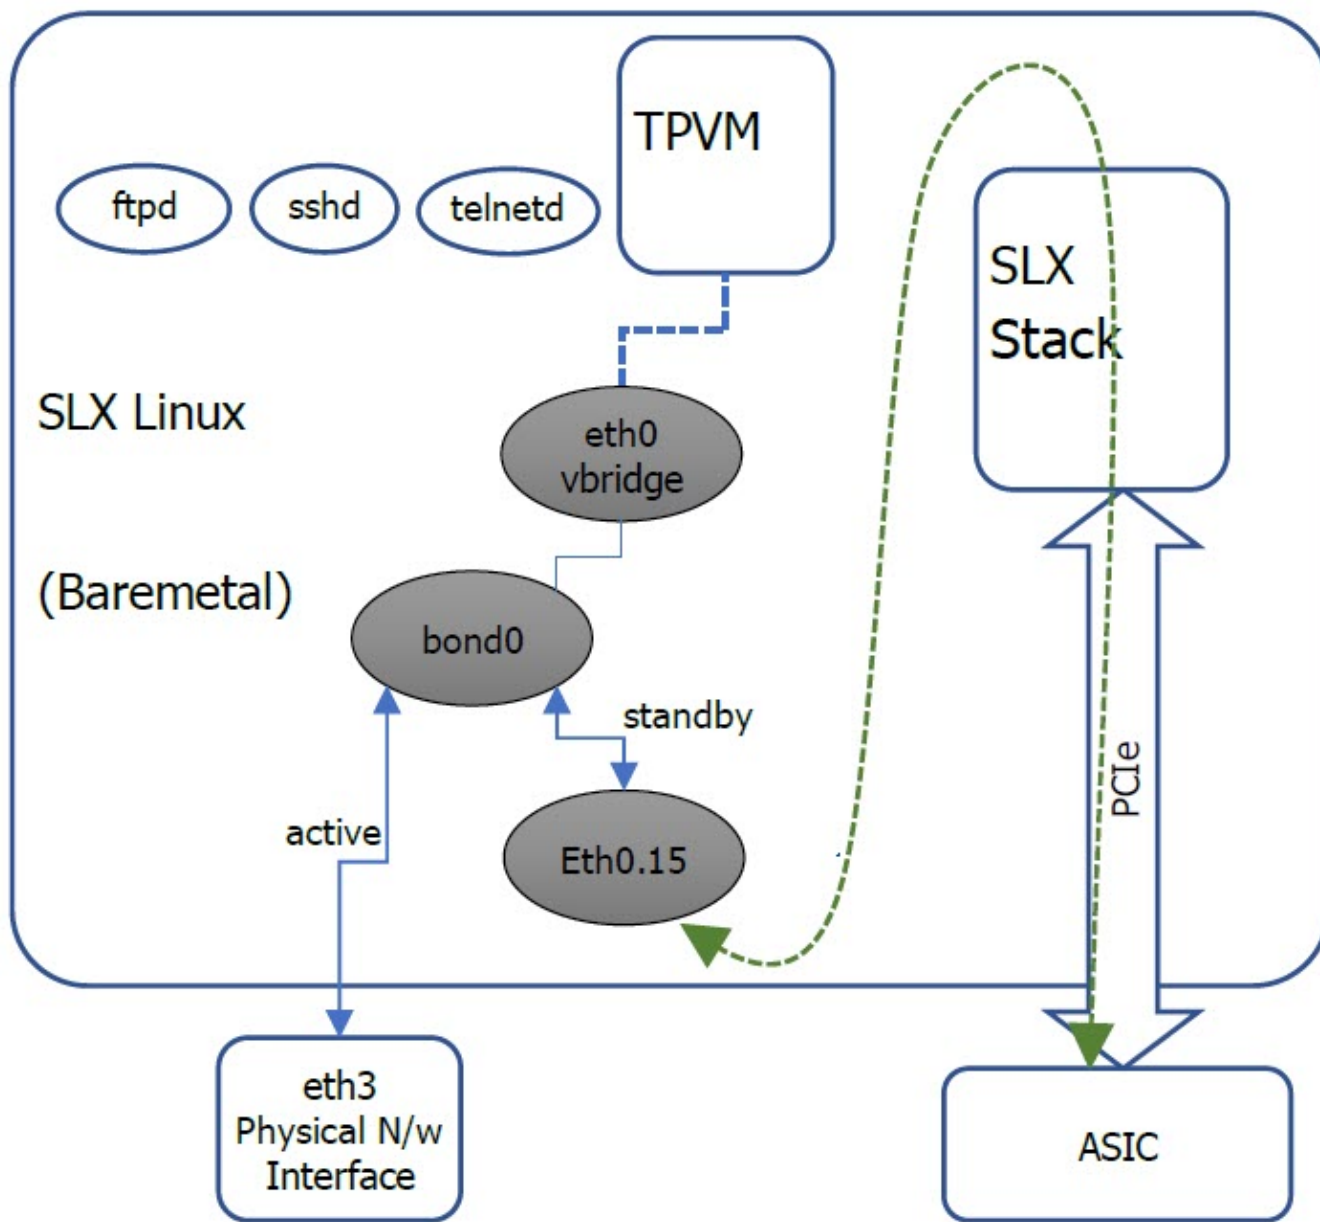 TPVM
ftpd
sshd
telnetd
SLX
Stack
SLX Linux
eth0
vbridge
(Baremetal)
bond0
standby
PCIe
active
Eth0.15
eth3
Physical N/w
Interface
ASIC